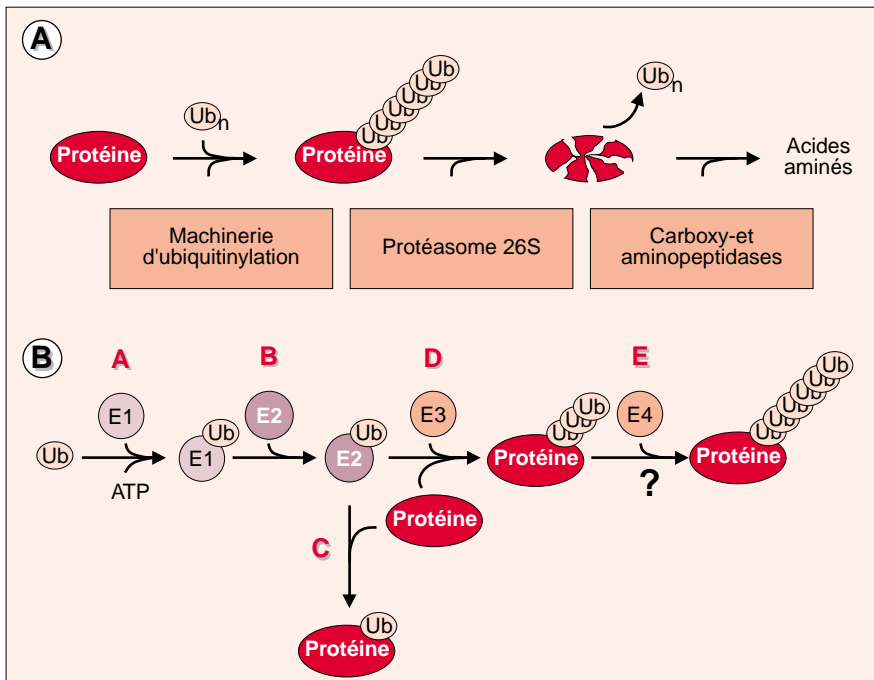 A
Ub n
Protéine
Ub Ub Ub Ub Ub Ub
Protéine
Ub n
Acides
aminés
Machinerie
d'ubiquitinylation
Protéasome 26S
Carboxy-et
aminopeptidases
B
A
B
D
E
E1
E2
E3
E4
Ub
ATP
Ub
E1
Ub
E2
Ub Ub Ub
Protéine
?
Ub Ub Ub Ub Ub Ub
Protéine
Protéine
C
Ub
Protéine